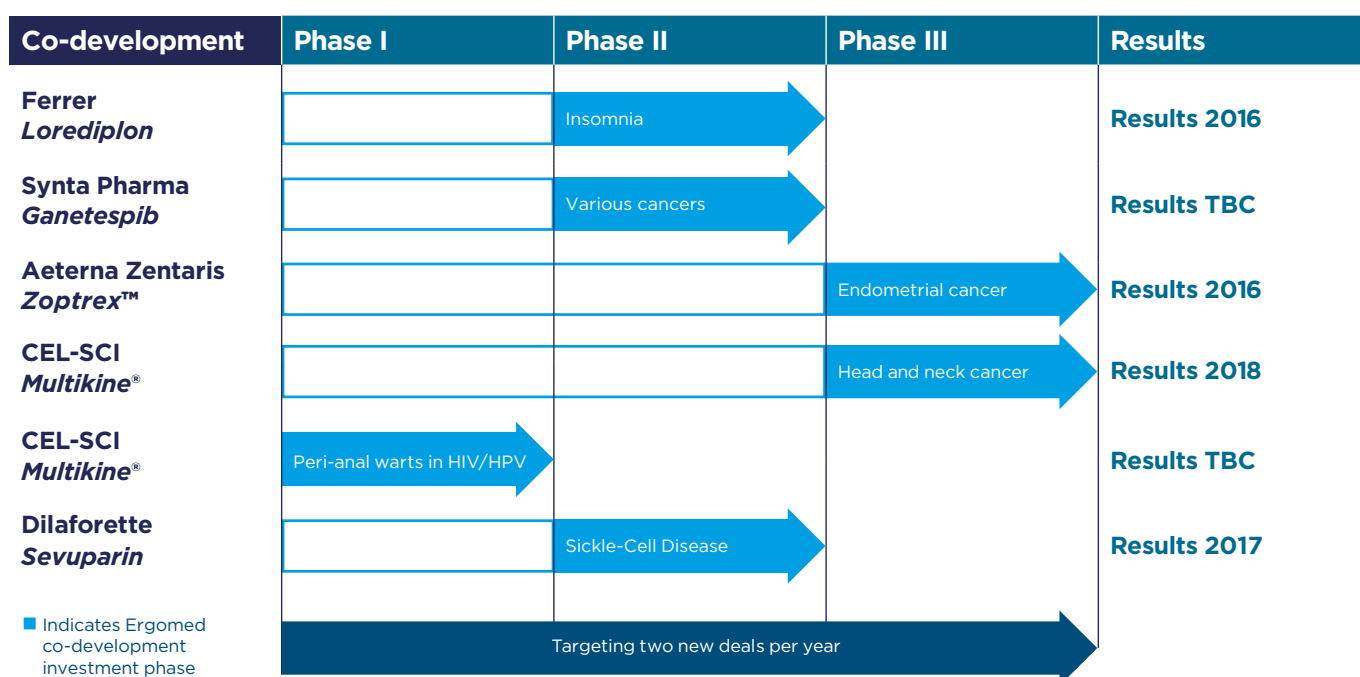 Co-development Phase I Phase II Phase III Results
Ferrer
Lorediplon
Insomnia
Results 2016
Synta Pharma
Ganetespib
Various cancers
Results TBC
Aeterna Zentaris
Zoptrex™
Endometrial cancer
Results 2016
CEL-SCI
Multikine®
Head and neck cancer
Results 2018
CEL-SCI
Multikine®
Peri-anal warts in HIV/HPV
Results TBC
Dilaforette
Sevuparin
Sickle-Cell Disease
Results 2017
Indicates Ergomed
co-development
investment phase
Targeting two new deals per year